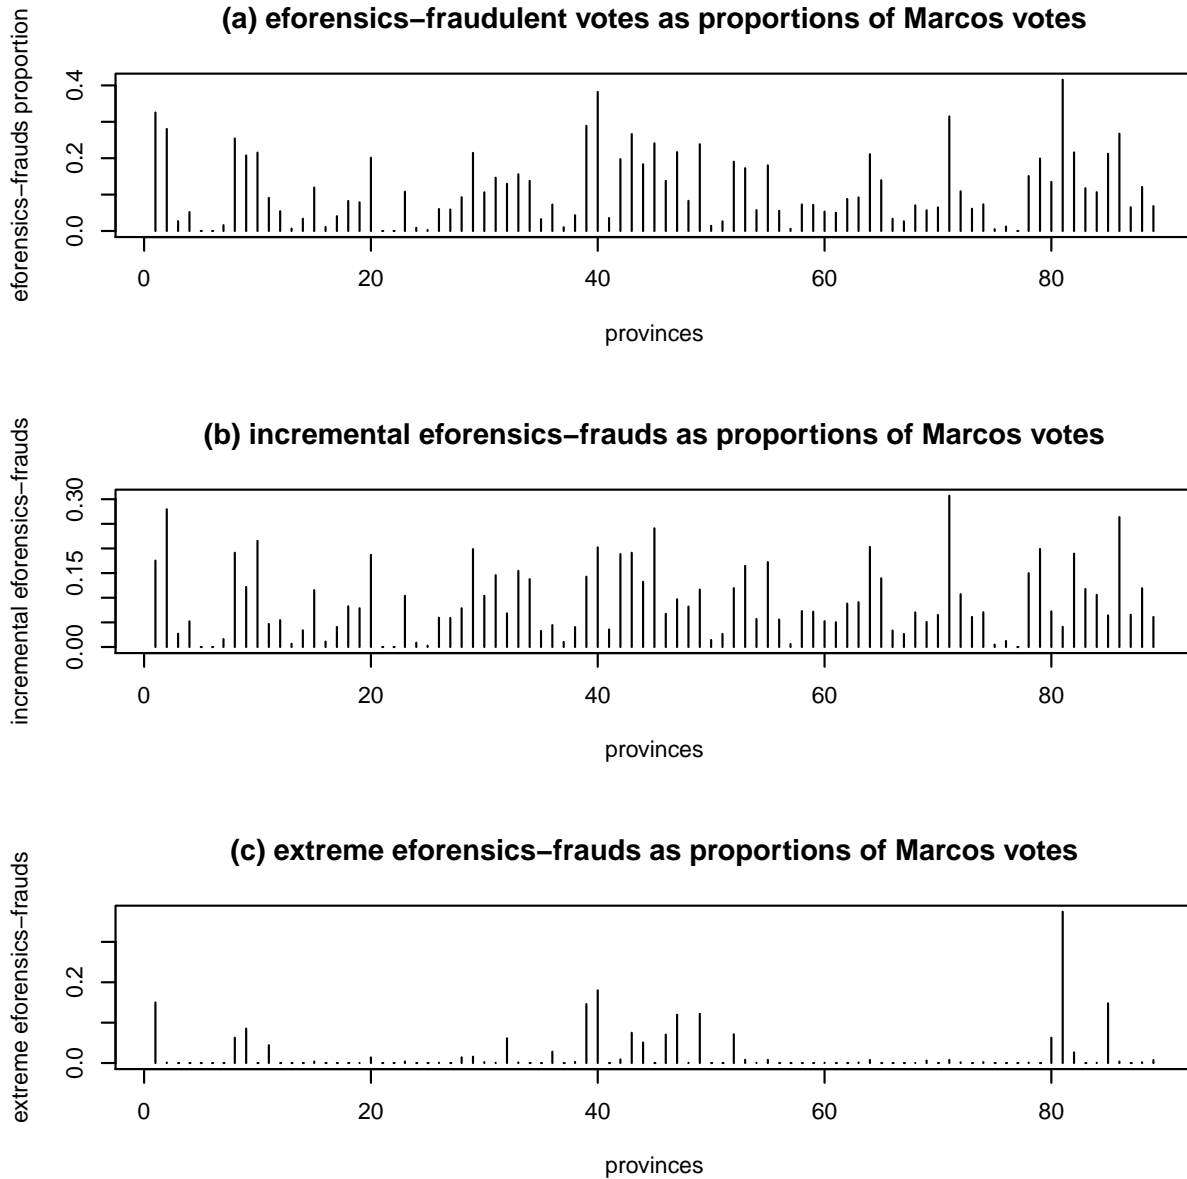 (a) eforensics−fraudulent votes as proportions of Marcos votes
eforensics−frauds proportion
0.0 0.2 0.4
0 20 40 60 80
provinces
(b) incremental eforensics−frauds as proportions of Marcos votes
incremental eforensics−frauds
0.00 0.15 0.30
0 20 40 60 80
provinces
(c) extreme eforensics−frauds as proportions of Marcos votes
extreme eforensics−frauds
0.0 0.2
0 20 40 60 80
provinces